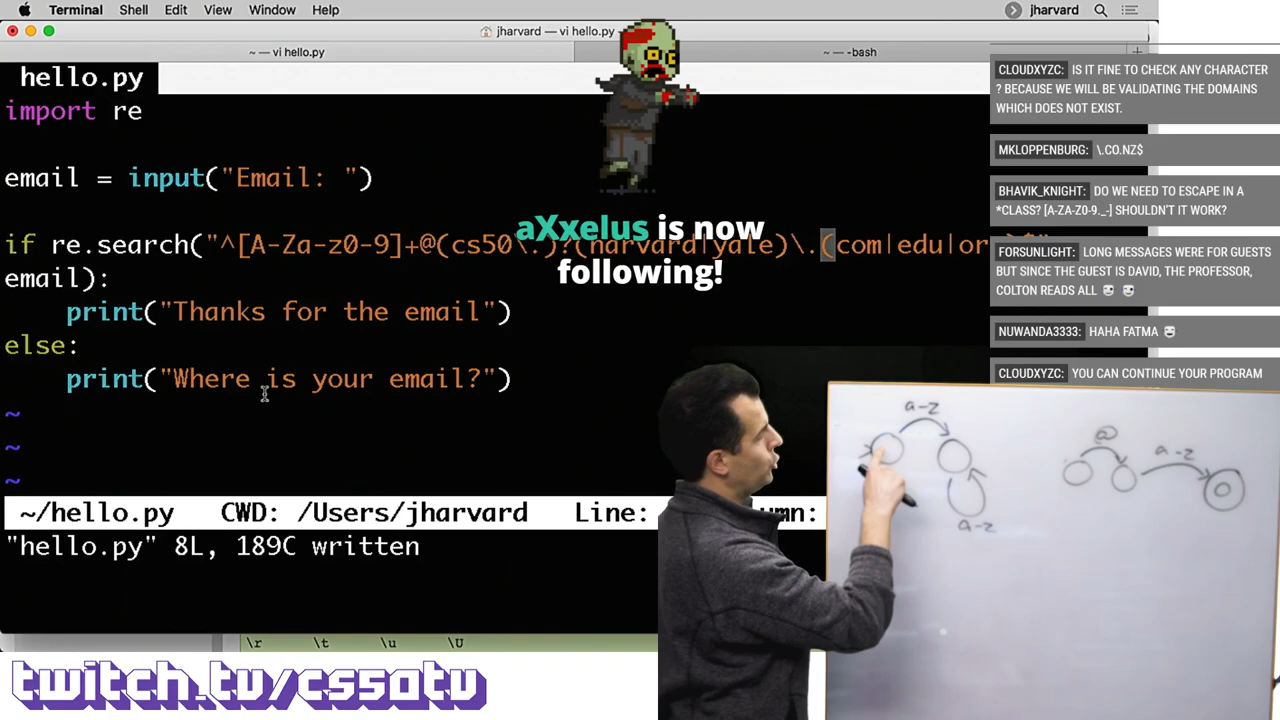 Terminal Shell Edit View Window Help
jharvard
jharvard — vi hello.py
~ — vi hello.py
~ — -bash
+
hello.py
import re
email = input("Email: ")
if re.search("^[A-Za-z0-9]+@(cs50\.)?(harvard|yale)\.(com|edu|or
email):
print("Thanks for the email")
else:
print("Where is your email?")
~
~
~
~/hello.py CWD: /Users/jharvard Line:
umn:
"hello.py" 8L, 189C written
\r \t \u \U
aXxelus is now
following!
CLOUDXYZC: IS IT FINE TO CHECK ANY CHARACTER
? BECAUSE WE WILL BE VALIDATING THE DOMAINS
WHICH DOES NOT EXIST.
MKLOPPENBURG: \.CO.NZ$
BHAVIK_KNIGHT: DO WE NEED TO ESCAPE IN A
*CLASS? [A-ZA-Z0-9._-] SHOULDN'T IT WORK?
FORSUNLIGHT: LONG MESSAGES WERE FOR GUESTS
BUT SINCE THE GUEST IS DAVID, THE PROFESSOR,
COLTON READS ALL
NUWANDA3333: HAHA FATMA
CLOUDXYZC: YOU CAN CONTINUE YOUR PROGRAM
a-z
@
a-z
a-z
twitch.tv/cs50tv